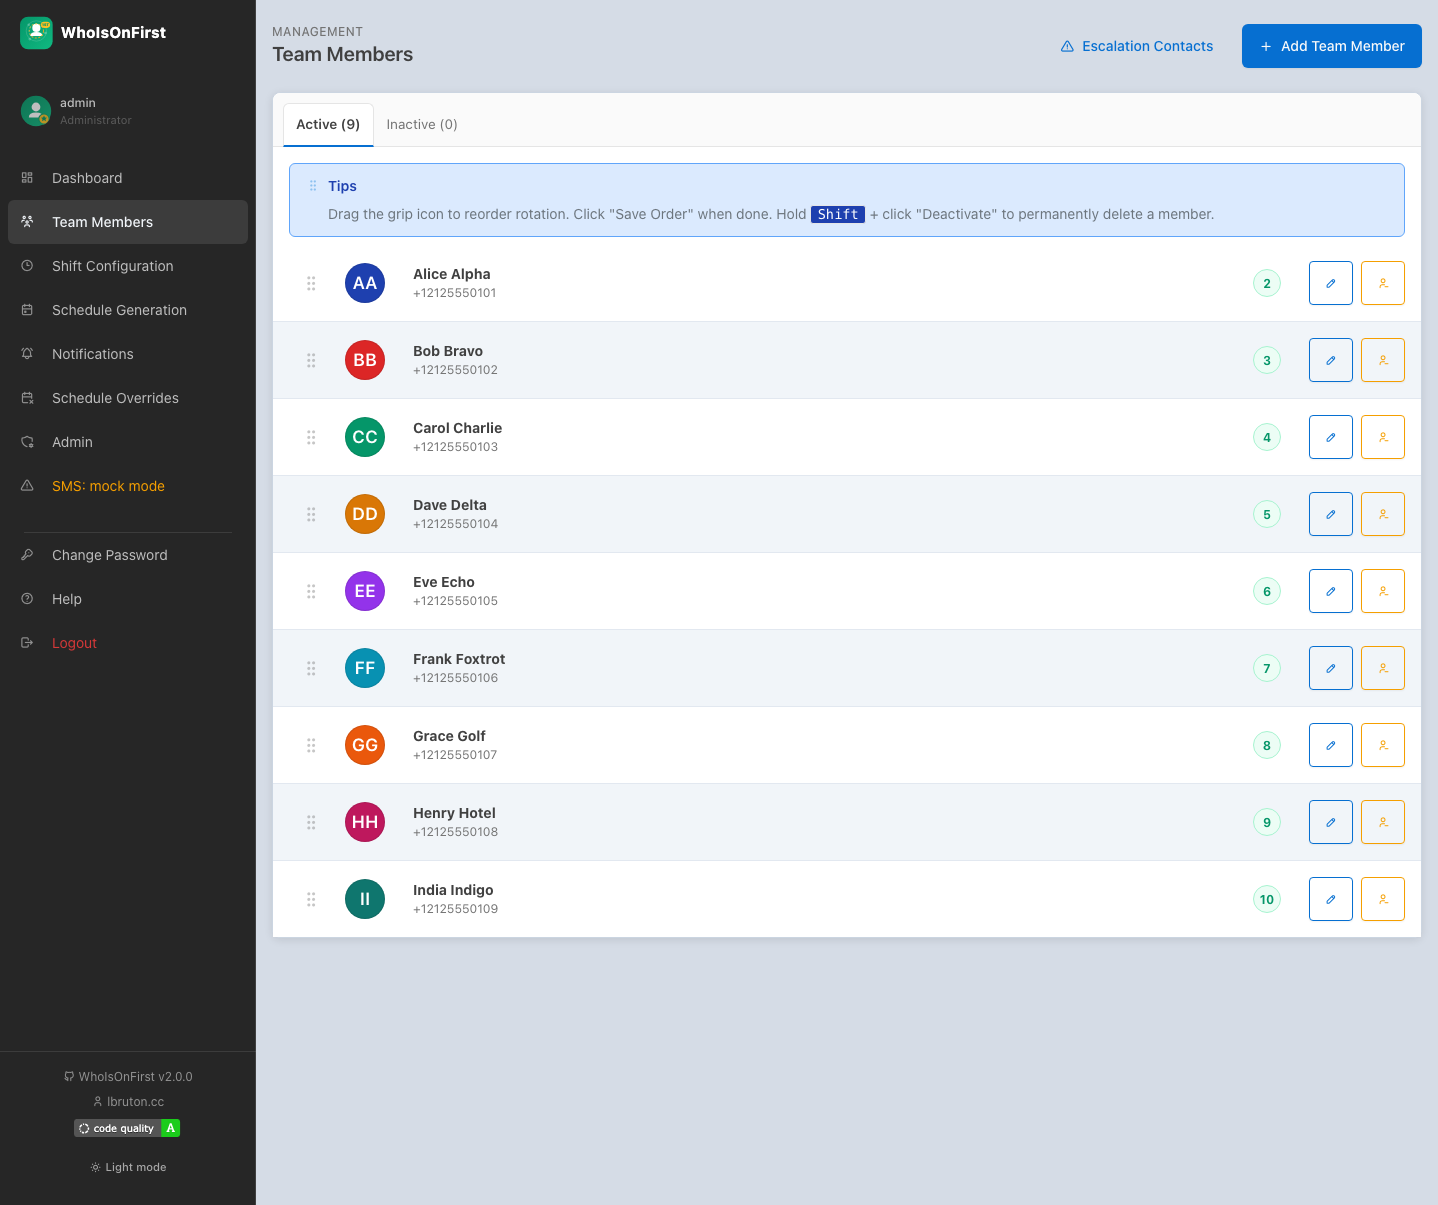 WhoIsOnFirst
admin
Administrator
Dashboard
Team Members
Shift Configuration
Schedule Generation
Notifications
Schedule Overrides
Admin
SMS: mock mode
Change Password
Help
Logout
WhoIsOnFirst v2.0.0
lbruton.cc
code quality A
Light mode
MANAGEMENT
Team Members
Escalation Contacts
Add Team Member
Active (9)
Inactive (0)
Tips
Drag the grip icon to reorder rotation. Click "Save Order" when done. Hold Shift + click "Deactivate" to permanently delete a member.
AA
Alice Alpha
+12125550101
2
BB
Bob Bravo
+12125550102
3
CC
Carol Charlie
+12125550103
4
DD
Dave Delta
+12125550104
5
EE
Eve Echo
+12125550105
6
FF
Frank Foxtrot
+12125550106
7
GG
Grace Golf
+12125550107
8
HH
Henry Hotel
+12125550108
9
II
India Indigo
+12125550109
10